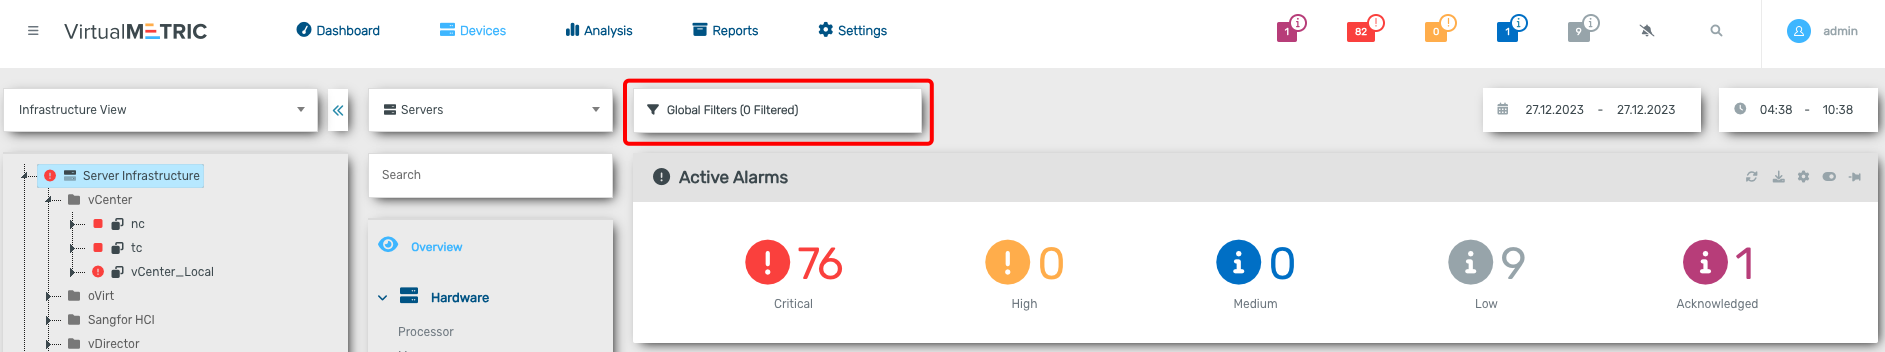 VirtualMETRIC
Dashboard
Devices
Analysis
Reports
Settings
1
82
0
1
9
admin
Infrastructure View
Servers
Global Filters (0 Filtered)
27.12.2023 - 27.12.2023
04:38 - 10:38
Server Infrastructure
vCenter
nc
tc
vCenter_Local
oVirt
Sangfor HCI
vDirector
Search
Overview
Hardware
Processor
Active Alarms
76
Critical
0
High
0
Medium
9
Low
1
Acknowledged